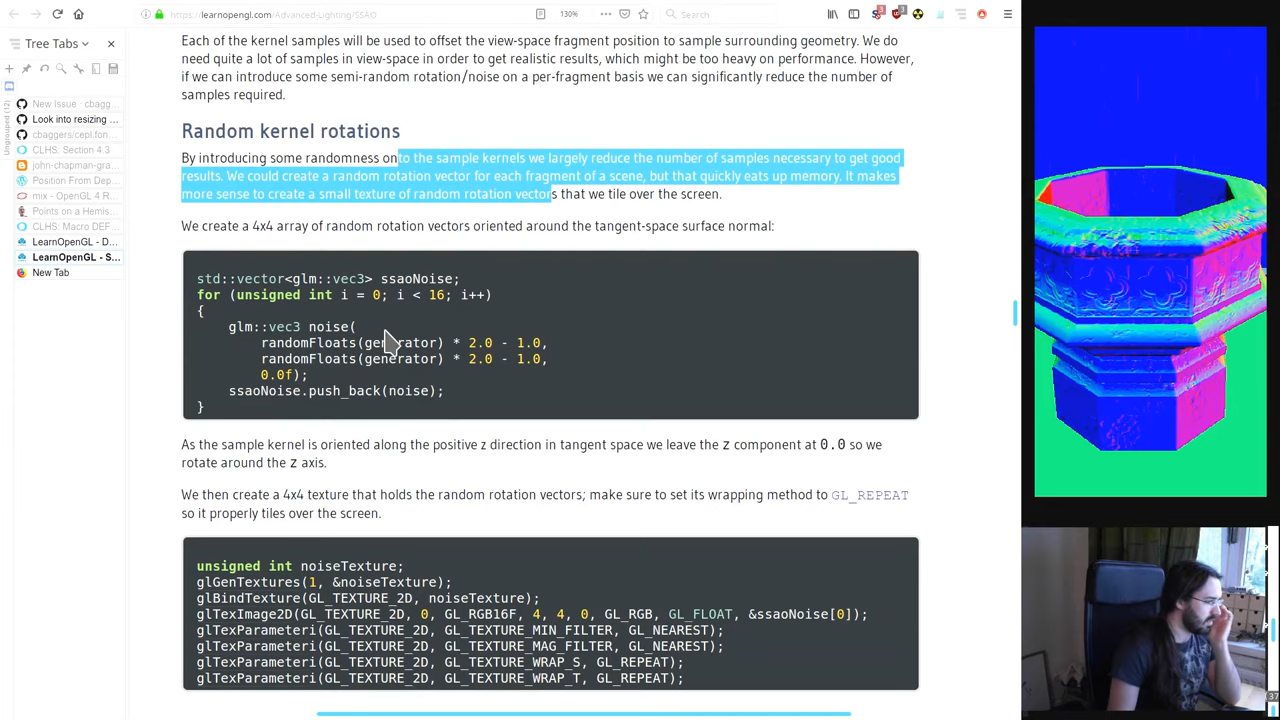 https://learnopengl.com/Advanced-Lighting/SSAO
130%
Search
Tree Tabs
Ungrouped (12)
New Issue · cbagg...
Look into resizing ...
cbaggers/cepl.fon...
CLHS: Section 4.3
john-chapman-gra...
Position From Dep...
mix - OpenGL 4 R...
Points on a Hemis...
CLHS: Macro DEF...
LearnOpenGL - D...
LearnOpenGL - S...
New Tab
Each of the kernel samples will be used to offset the view-space fragment position to sample surrounding geometry. We do
need quite a lot of samples in view-space in order to get realistic results, which might be too heavy on performance. However,
if we can introduce some semi-random rotation/noise on a per-fragment basis we can significantly reduce the number of
samples required.
Random kernel rotations
By introducing some randomness onto the sample kernels we largely reduce the number of samples necessary to get good
results. We could create a random rotation vector for each fragment of a scene, but that quickly eats up memory. It makes
more sense to create a small texture of random rotation vectors that we tile over the screen.
We create a 4x4 array of random rotation vectors oriented around the tangent-space surface normal:
std::vector<glm::vec3> ssaoNoise;
for (unsigned int i = 0; i < 16; i++)
{
glm::vec3 noise(
randomFloats(generator) * 2.0 - 1.0,
randomFloats(generator) * 2.0 - 1.0,
0.0f);
ssaoNoise.push_back(noise);
}
As the sample kernel is oriented along the positive z direction in tangent space we leave the z component at 0.0 so we
rotate around the z axis.
We then create a 4x4 texture that holds the random rotation vectors; make sure to set its wrapping method to GL_REPEAT
so it properly tiles over the screen.
unsigned int noiseTexture;
glGenTextures(1, &noiseTexture);
glBindTexture(GL_TEXTURE_2D, noiseTexture);
glTexImage2D(GL_TEXTURE_2D, 0, GL_RGB16F, 4, 4, 0, GL_RGB, GL_FLOAT, &ssaoNoise[0]);
glTexParameteri(GL_TEXTURE_2D, GL_TEXTURE_MIN_FILTER, GL_NEAREST);
glTexParameteri(GL_TEXTURE_2D, GL_TEXTURE_MAG_FILTER, GL_NEAREST);
glTexParameteri(GL_TEXTURE_2D, GL_TEXTURE_WRAP_S, GL_REPEAT);
glTexParameteri(GL_TEXTURE_2D, GL_TEXTURE_WRAP_T, GL_REPEAT);